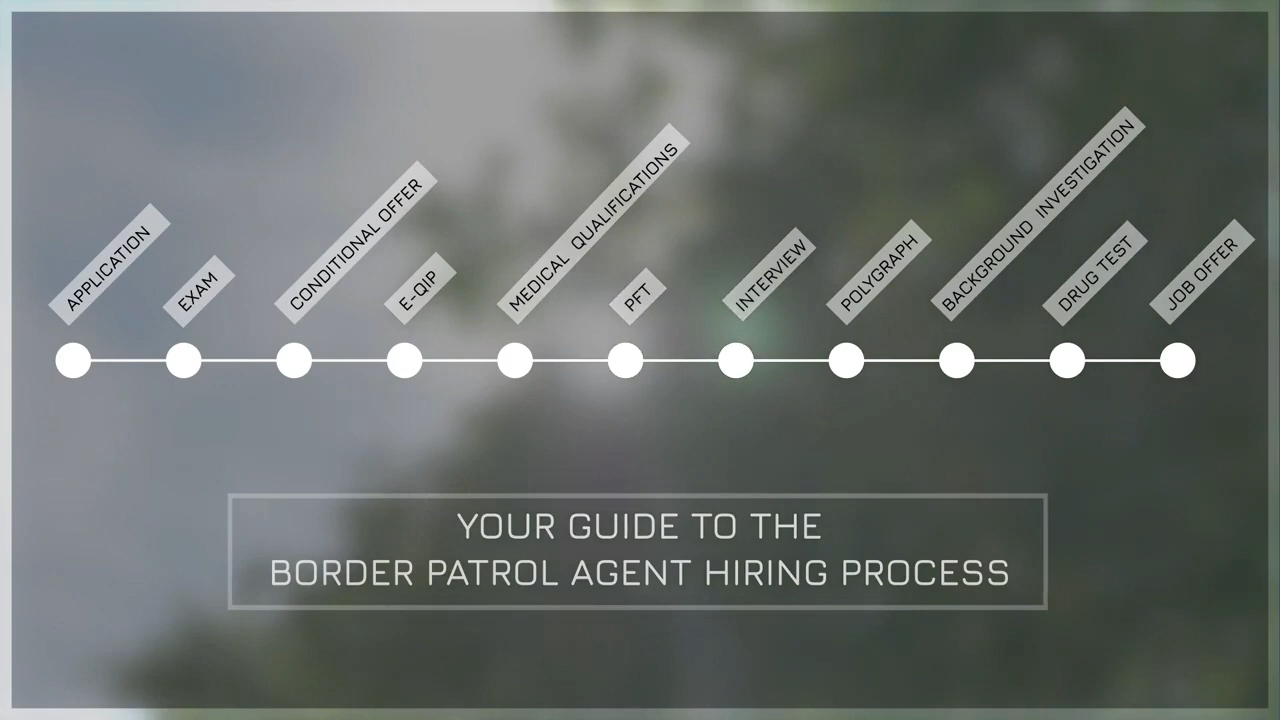 APPLICATION
EXAM
CONDITIONAL OFFER
E-QIP
MEDICAL QUALIFICATIONS
PFT
INTERVIEW
POLYGRAPH
BACKGROUND INVESTIGATION
DRUG TEST
JOB OFFER
YOUR GUIDE TO THE
BORDER PATROL AGENT HIRING PROCESS